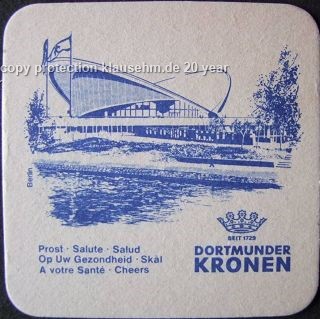 copy protection klausehm.de 20 year
Berlin
Prost · Salute · Salud
Op Uw Gezondheid · Skàl
A votre Santé · Cheers
SEIT 1729
DORTMUNDER
KRONEN